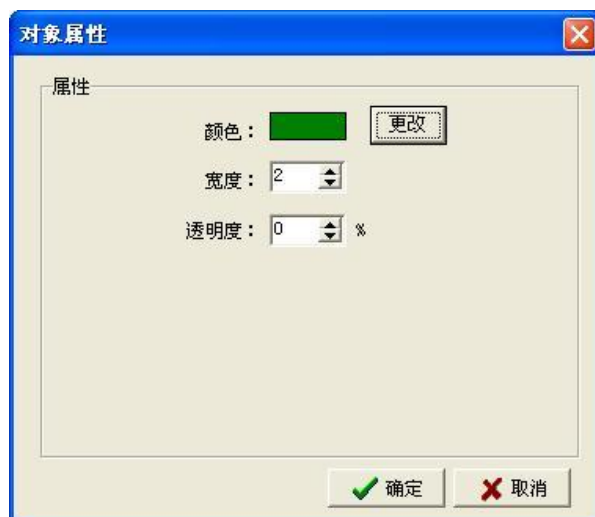 对象属性
属性
颜色： 更改
宽度： 2
透明度： 0 %
确定 取消